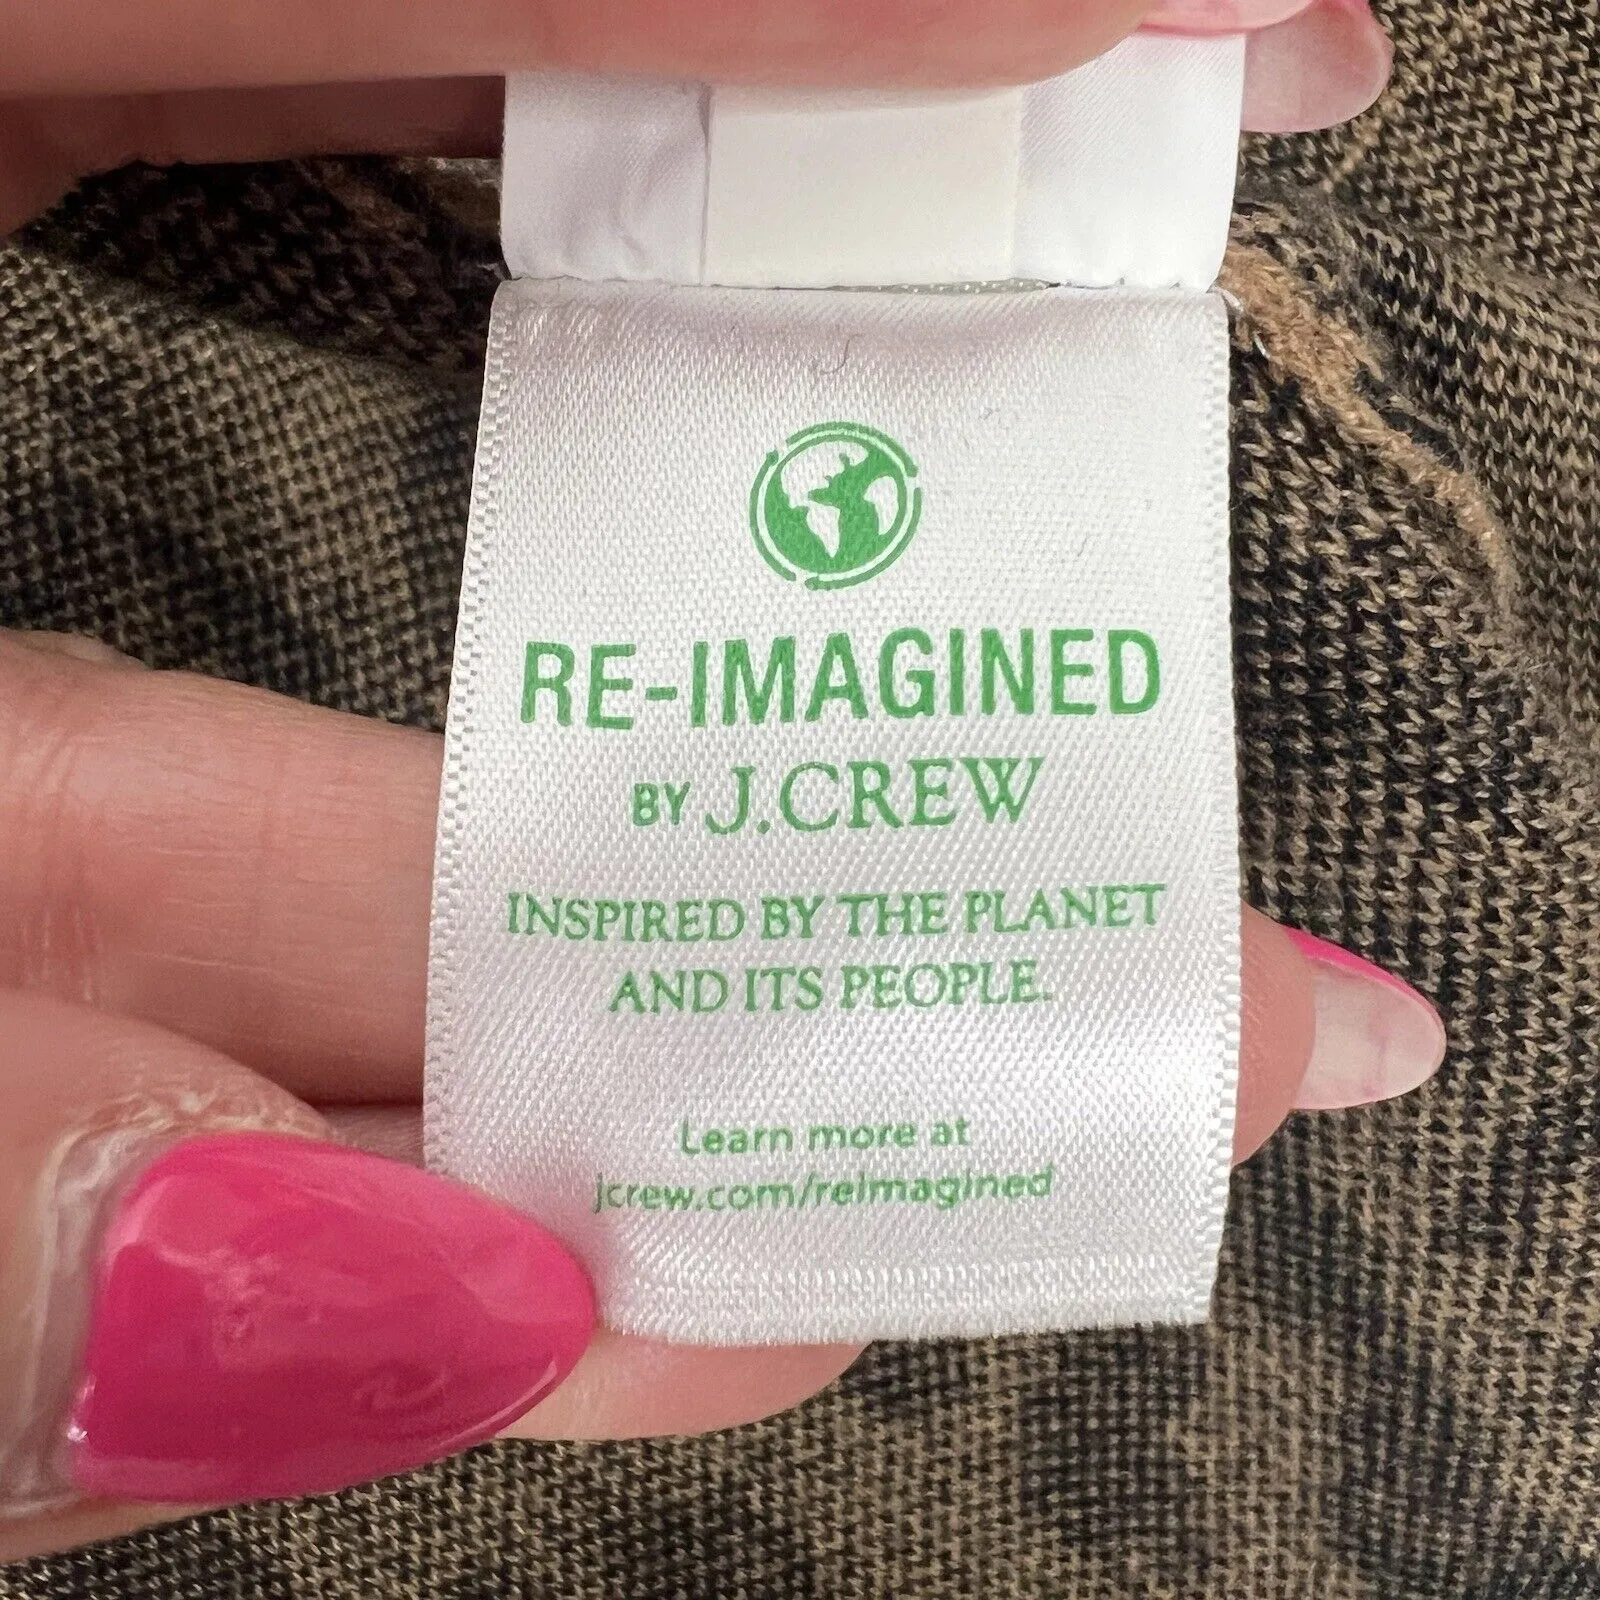 RE-IMAGINED
BY J.CREW
INSPIRED BY THE PLANET
AND ITS PEOPLE.
Learn more at
jcrew.com/reimagined